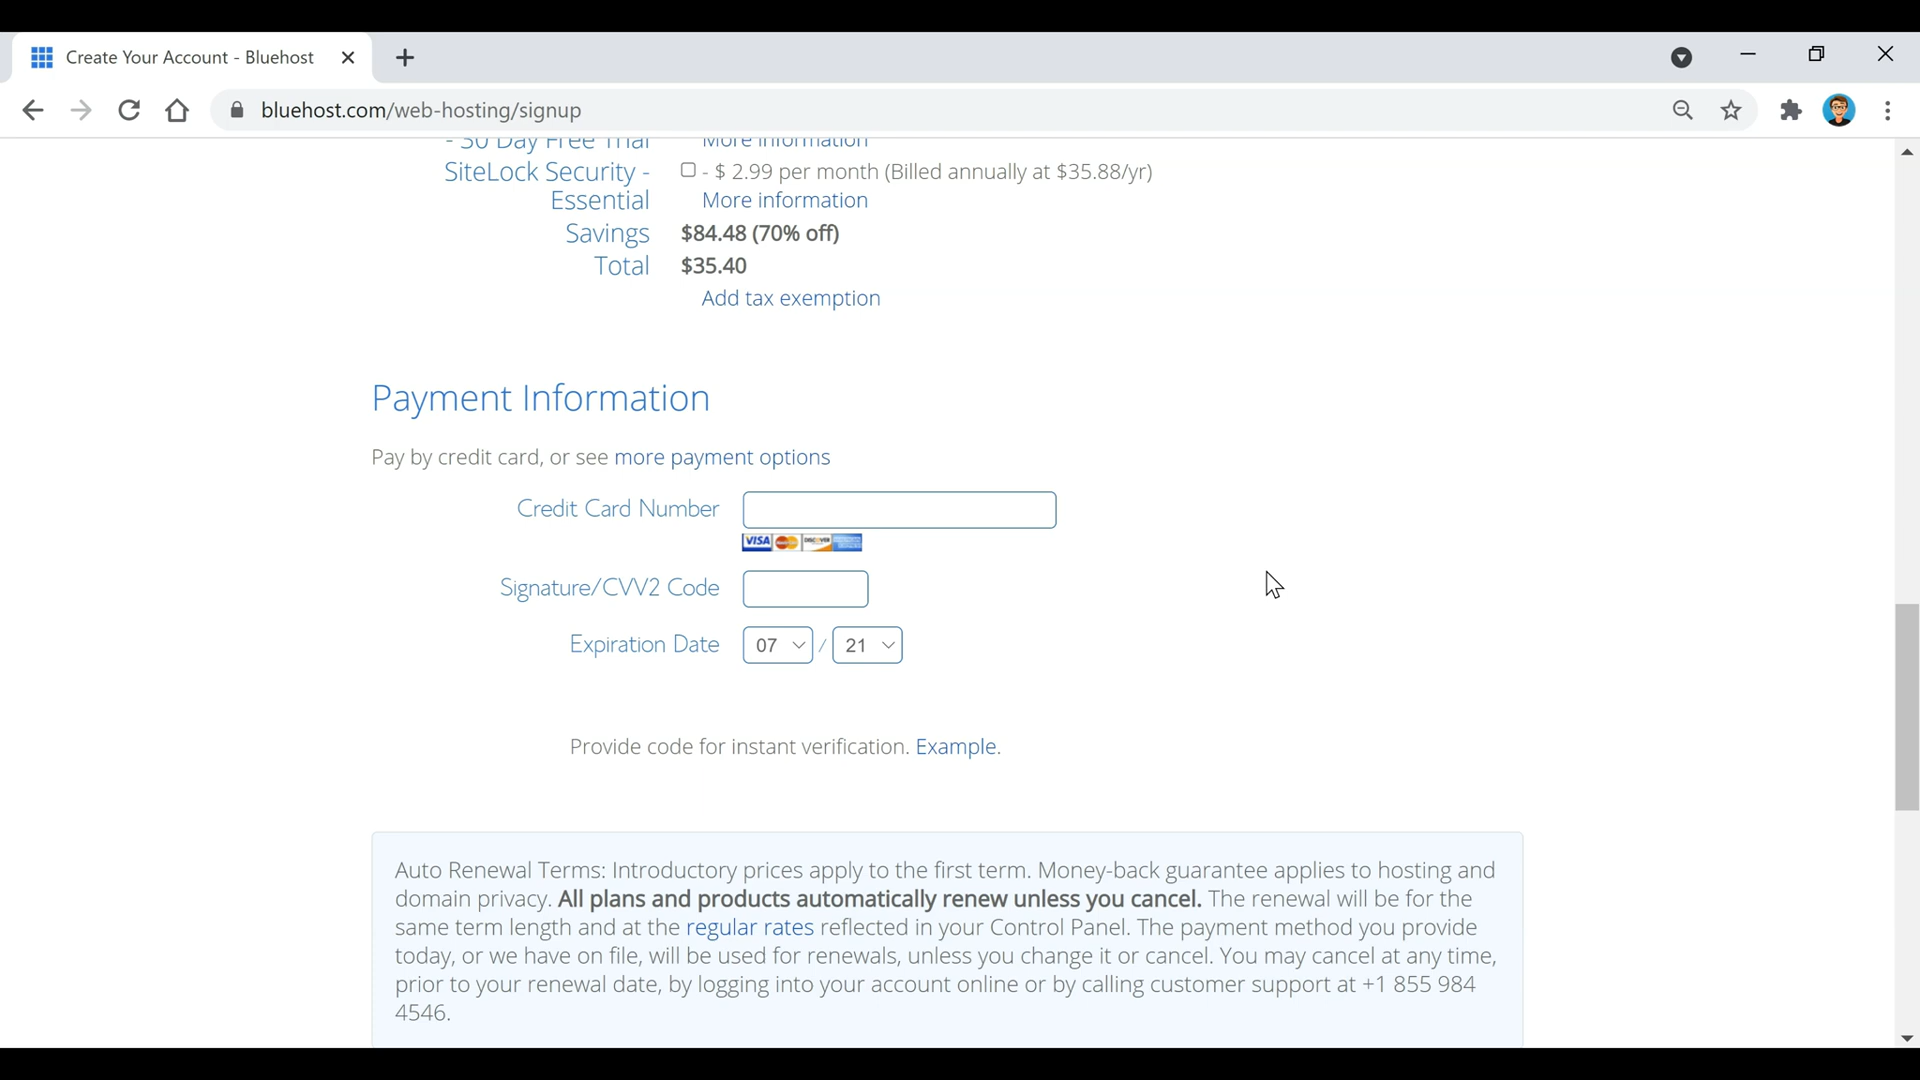 Create Your Account - Bluehost
bluehost.com/web-hosting/signup
- 30 Day Free Trial More information
SiteLock Security - Essential - $ 2.99 per month (Billed annually at $35.88/yr)
More information
Savings $84.48 (70% off)
Total $35.40
Add tax exemption
Payment Information
Pay by credit card, or see more payment options
Credit Card Number
VISA DISCOVER
Signature/CVV2 Code
Expiration Date 07 / 21
Provide code for instant verification. Example.
Auto Renewal Terms: Introductory prices apply to the first term. Money-back guarantee applies to hosting and
domain privacy. All plans and products automatically renew unless you cancel. The renewal will be for the
same term length and at the regular rates reflected in your Control Panel. The payment method you provide
today, or we have on file, will be used for renewals, unless you change it or cancel. You may cancel at any time,
prior to your renewal date, by logging into your account online or by calling customer support at +1 855 984
4546.